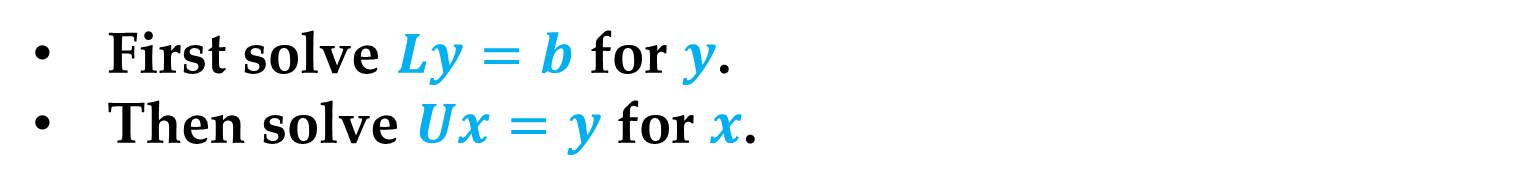 • First solve Ly = b for y.
• Then solve Ux = y for x.